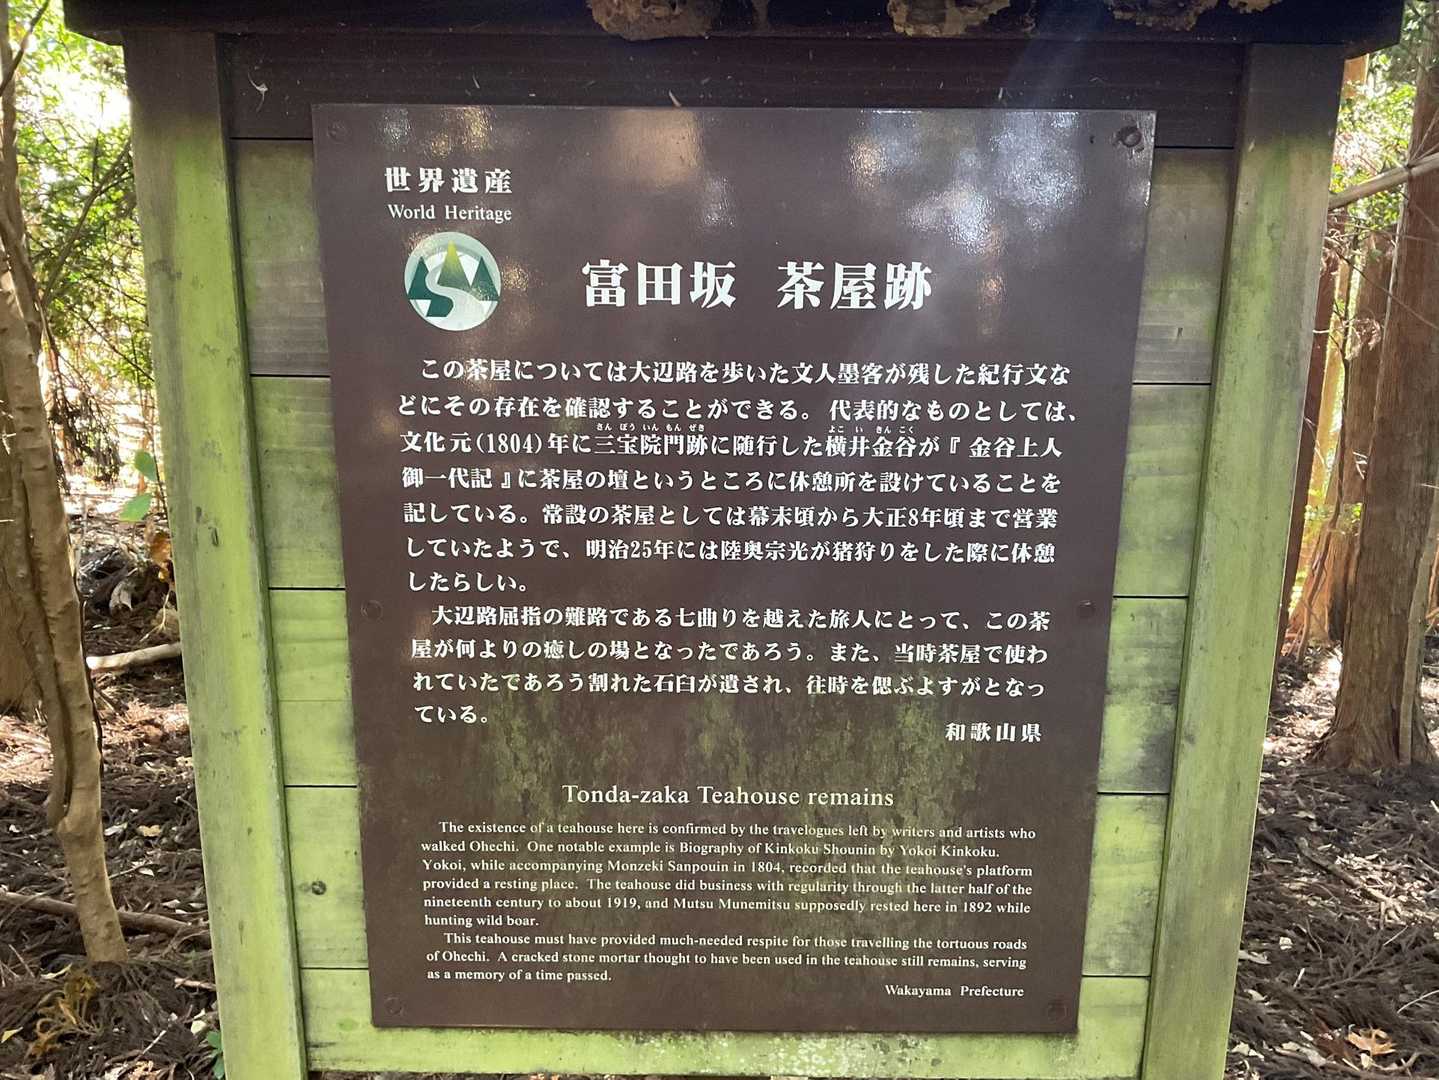 世界遺産
World Heritage
富田坂 茶屋跡
この茶屋については大辺路を歩いた文人墨客が残した紀行文な
どにその存在を確認することができる。代表的なものとしては、
さん ぼう いん もん ぜき よこ い きん こく
文化元(1804)年に三宝院門跡に随行した横井金谷が『金谷上人
御一代記』に茶屋の壇というところに休憩所を設けていることを
記している。常設の茶屋としては幕末頃から大正8年頃まで営業
していたようで、明治25年には陸奥宗光が猪狩りをした際に休憩
したらしい。
大辺路屈指の難路である七曲りを越えた旅人にとって、この茶
屋が何よりの癒しの場となったであろう。また、当時茶屋で使わ
れていたであろう割れた石臼が遺され、往時を偲ぶよすがとなっ
ている。
和歌山県
Tonda-zaka Teahouse remains
The existence of a teahouse here is confirmed by the travelogues left by writers and artists who
walked Ohechi. One notable example is Biography of Kinkoku Shounin by Yokoi Kinkoku.
Yokoi, while accompanying Monzeki Sanpouin in 1804, recorded that the teahouse's platform
provided a resting place. The teahouse did business with regularity through the latter half of the
nineteenth century to about 1919, and Mutsu Munemitsu supposedly rested here in 1892 while
hunting wild boar.
This teahouse must have provided much-needed respite for those travelling the tortuous roads
of Ohechi. A cracked stone mortar thought to have been used in the teahouse still remains, serving
as a memory of a time passed.
Wakayama Prefecture